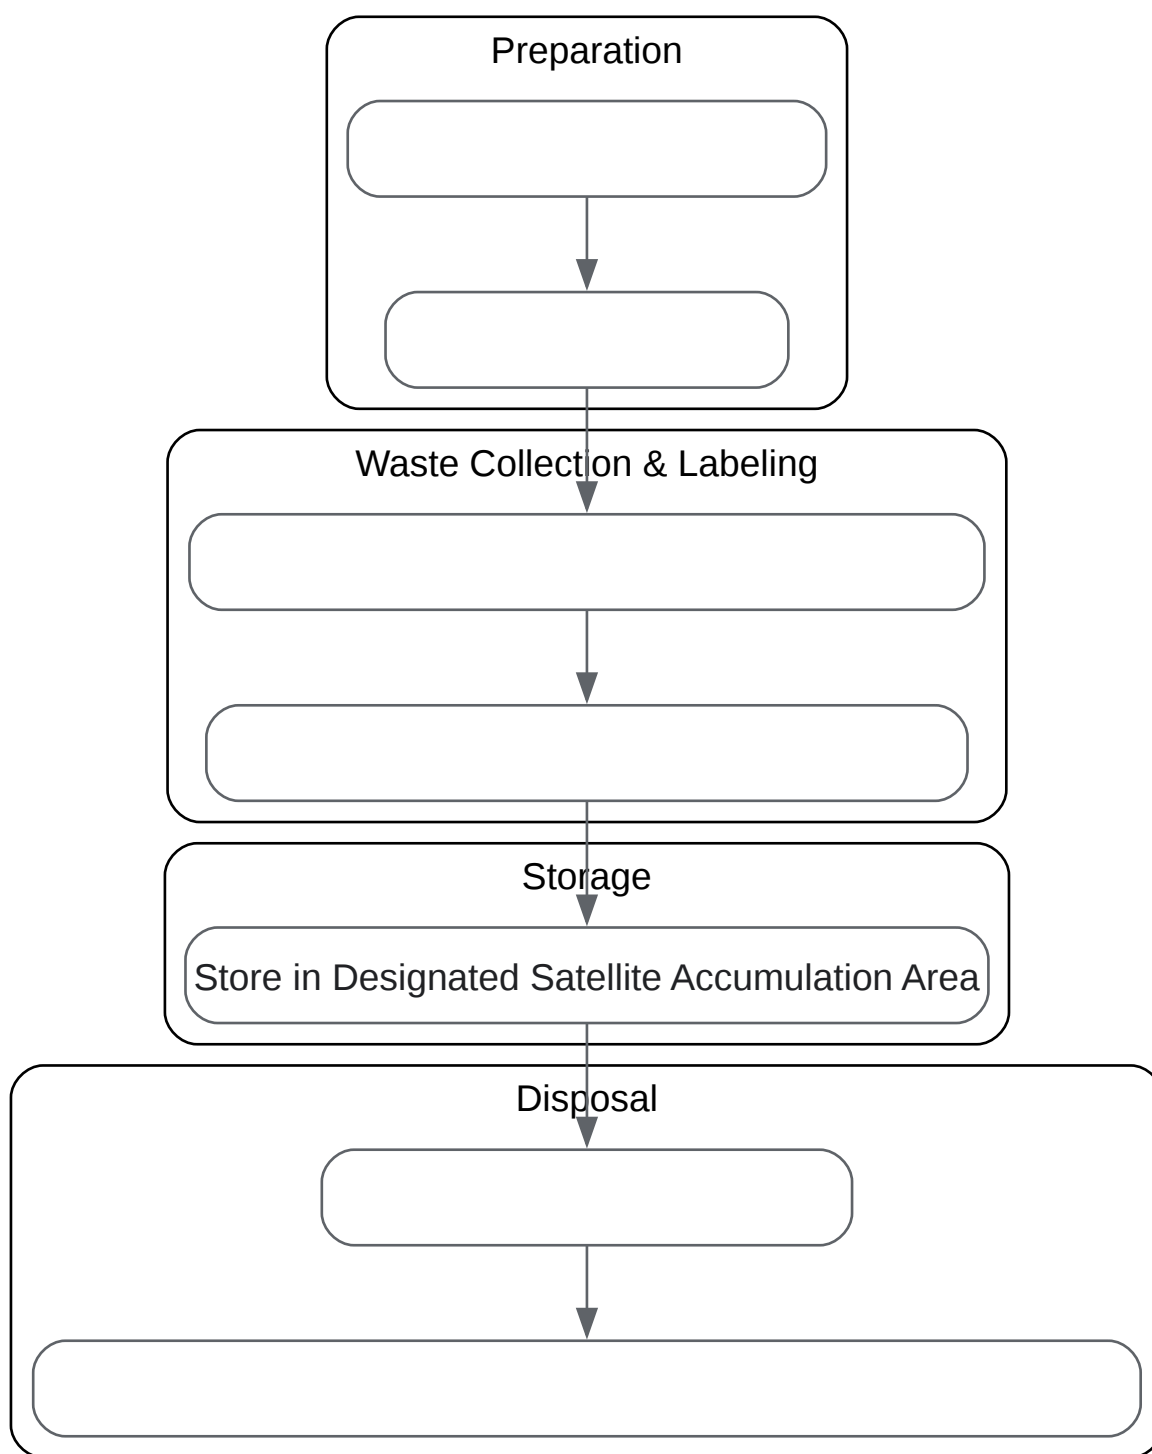 Preparation
Waste Collection & Labeling
Storage
Store in Designated Satellite Accumulation Area
Disposal